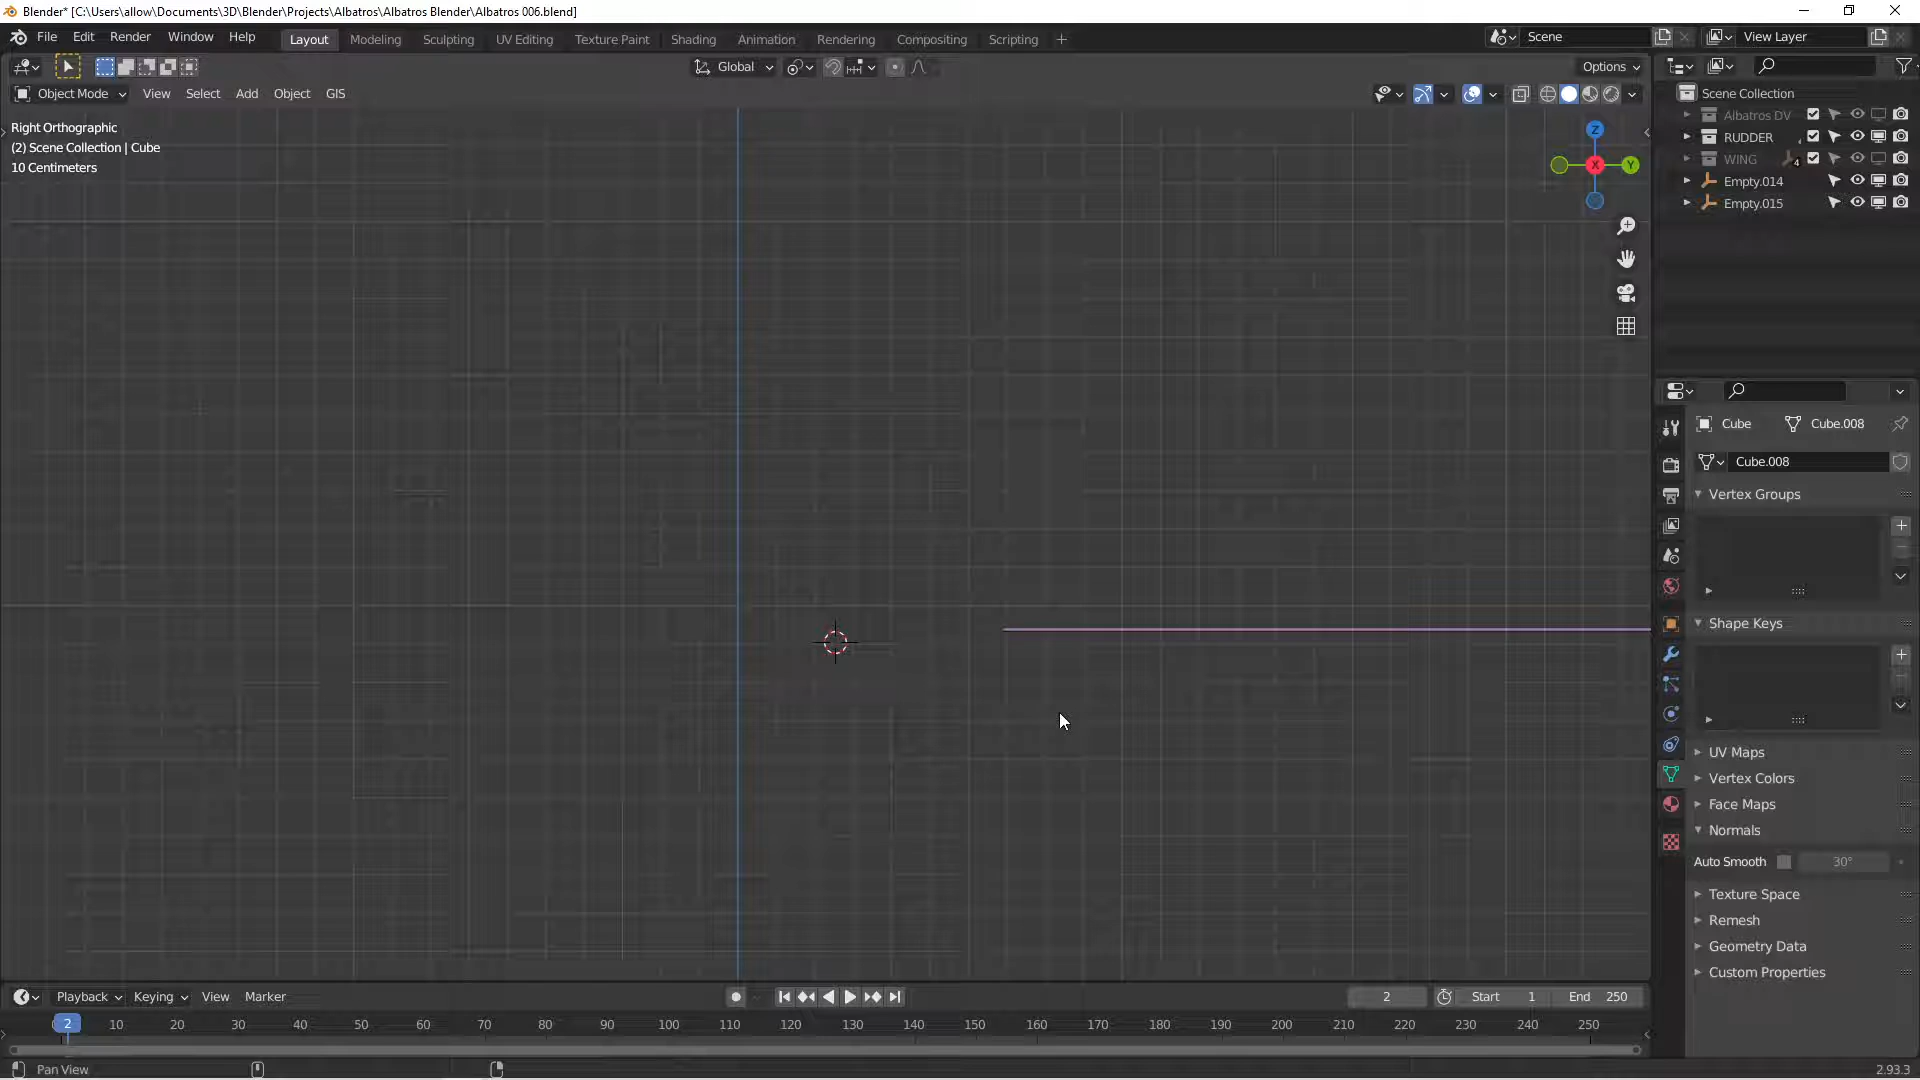 Blender* [C:\Users\allow\Documents\3D\Blender\Projects\Albatros\Albatros Blender\Albatros 006.blend]
File Edit Render Window Help Layout Modeling Sculpting UV Editing Texture Paint Shading Animation Rendering Compositing Scripting + Scene View Layer
Global Options
Object Mode View Select Add Object GIS
Right Orthographic
(2) Scene Collection | Cube
10 Centimeters
Z
X
Y
Scene Collection
Albatros DV
RUDDER
WING 4
Empty.014
Empty.015
Cube Cube.008
Cube.008
Vertex Groups
Shape Keys
UV Maps
Vertex Colors
Face Maps
Normals
Auto Smooth 30°
Texture Space
Remesh
Geometry Data
Custom Properties
Playback Keying View Marker 2 Start 1 End 250
2 10 20 30 40 50 60 70 80 90 100 110 120 130 140 150 160 170 180 190 200 210 220 230 240 250
Pan View 2.93.3